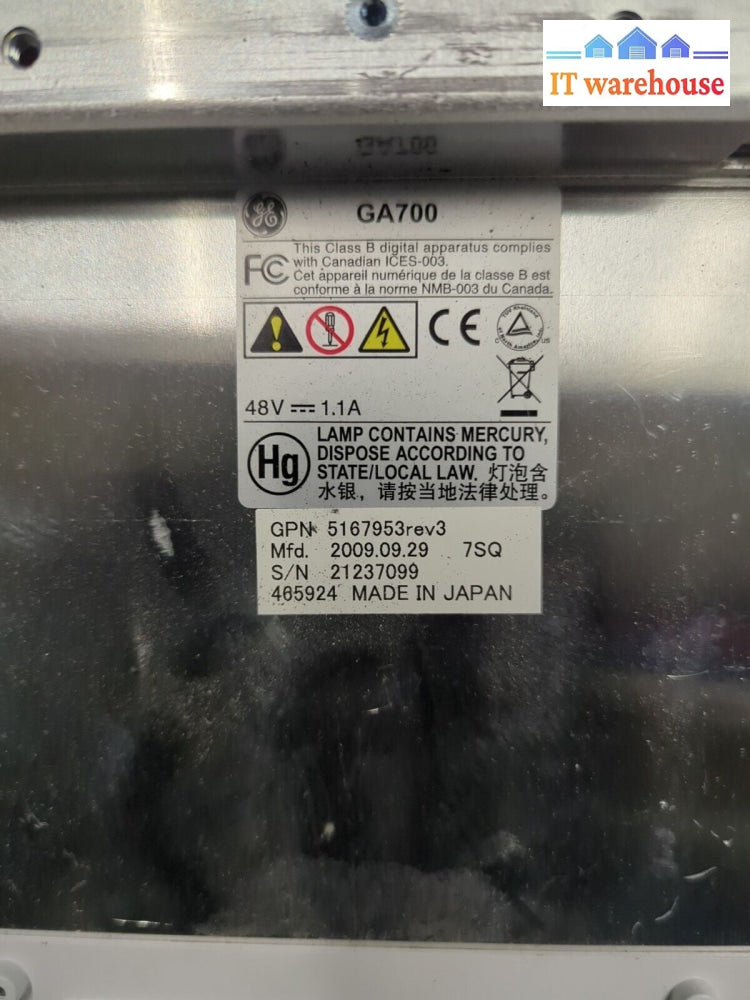 IT warehouse
GA700
This Class B digital apparatus complies
with Canadian ICES-003.
Cet appareil numérique de la classe B est
conforme à la norme NMB-003 du Canada.
FC
CE
48V ⎓ 1.1A
Hg
LAMP CONTAINS MERCURY,
DISPOSE ACCORDING TO
STATE/LOCAL LAW. 灯泡含
水银，请按当地法律处理。
GPN 5167953rev3
Mfd. 2009.09.29 7SQ
S/N 21237099
465924 MADE IN JAPAN